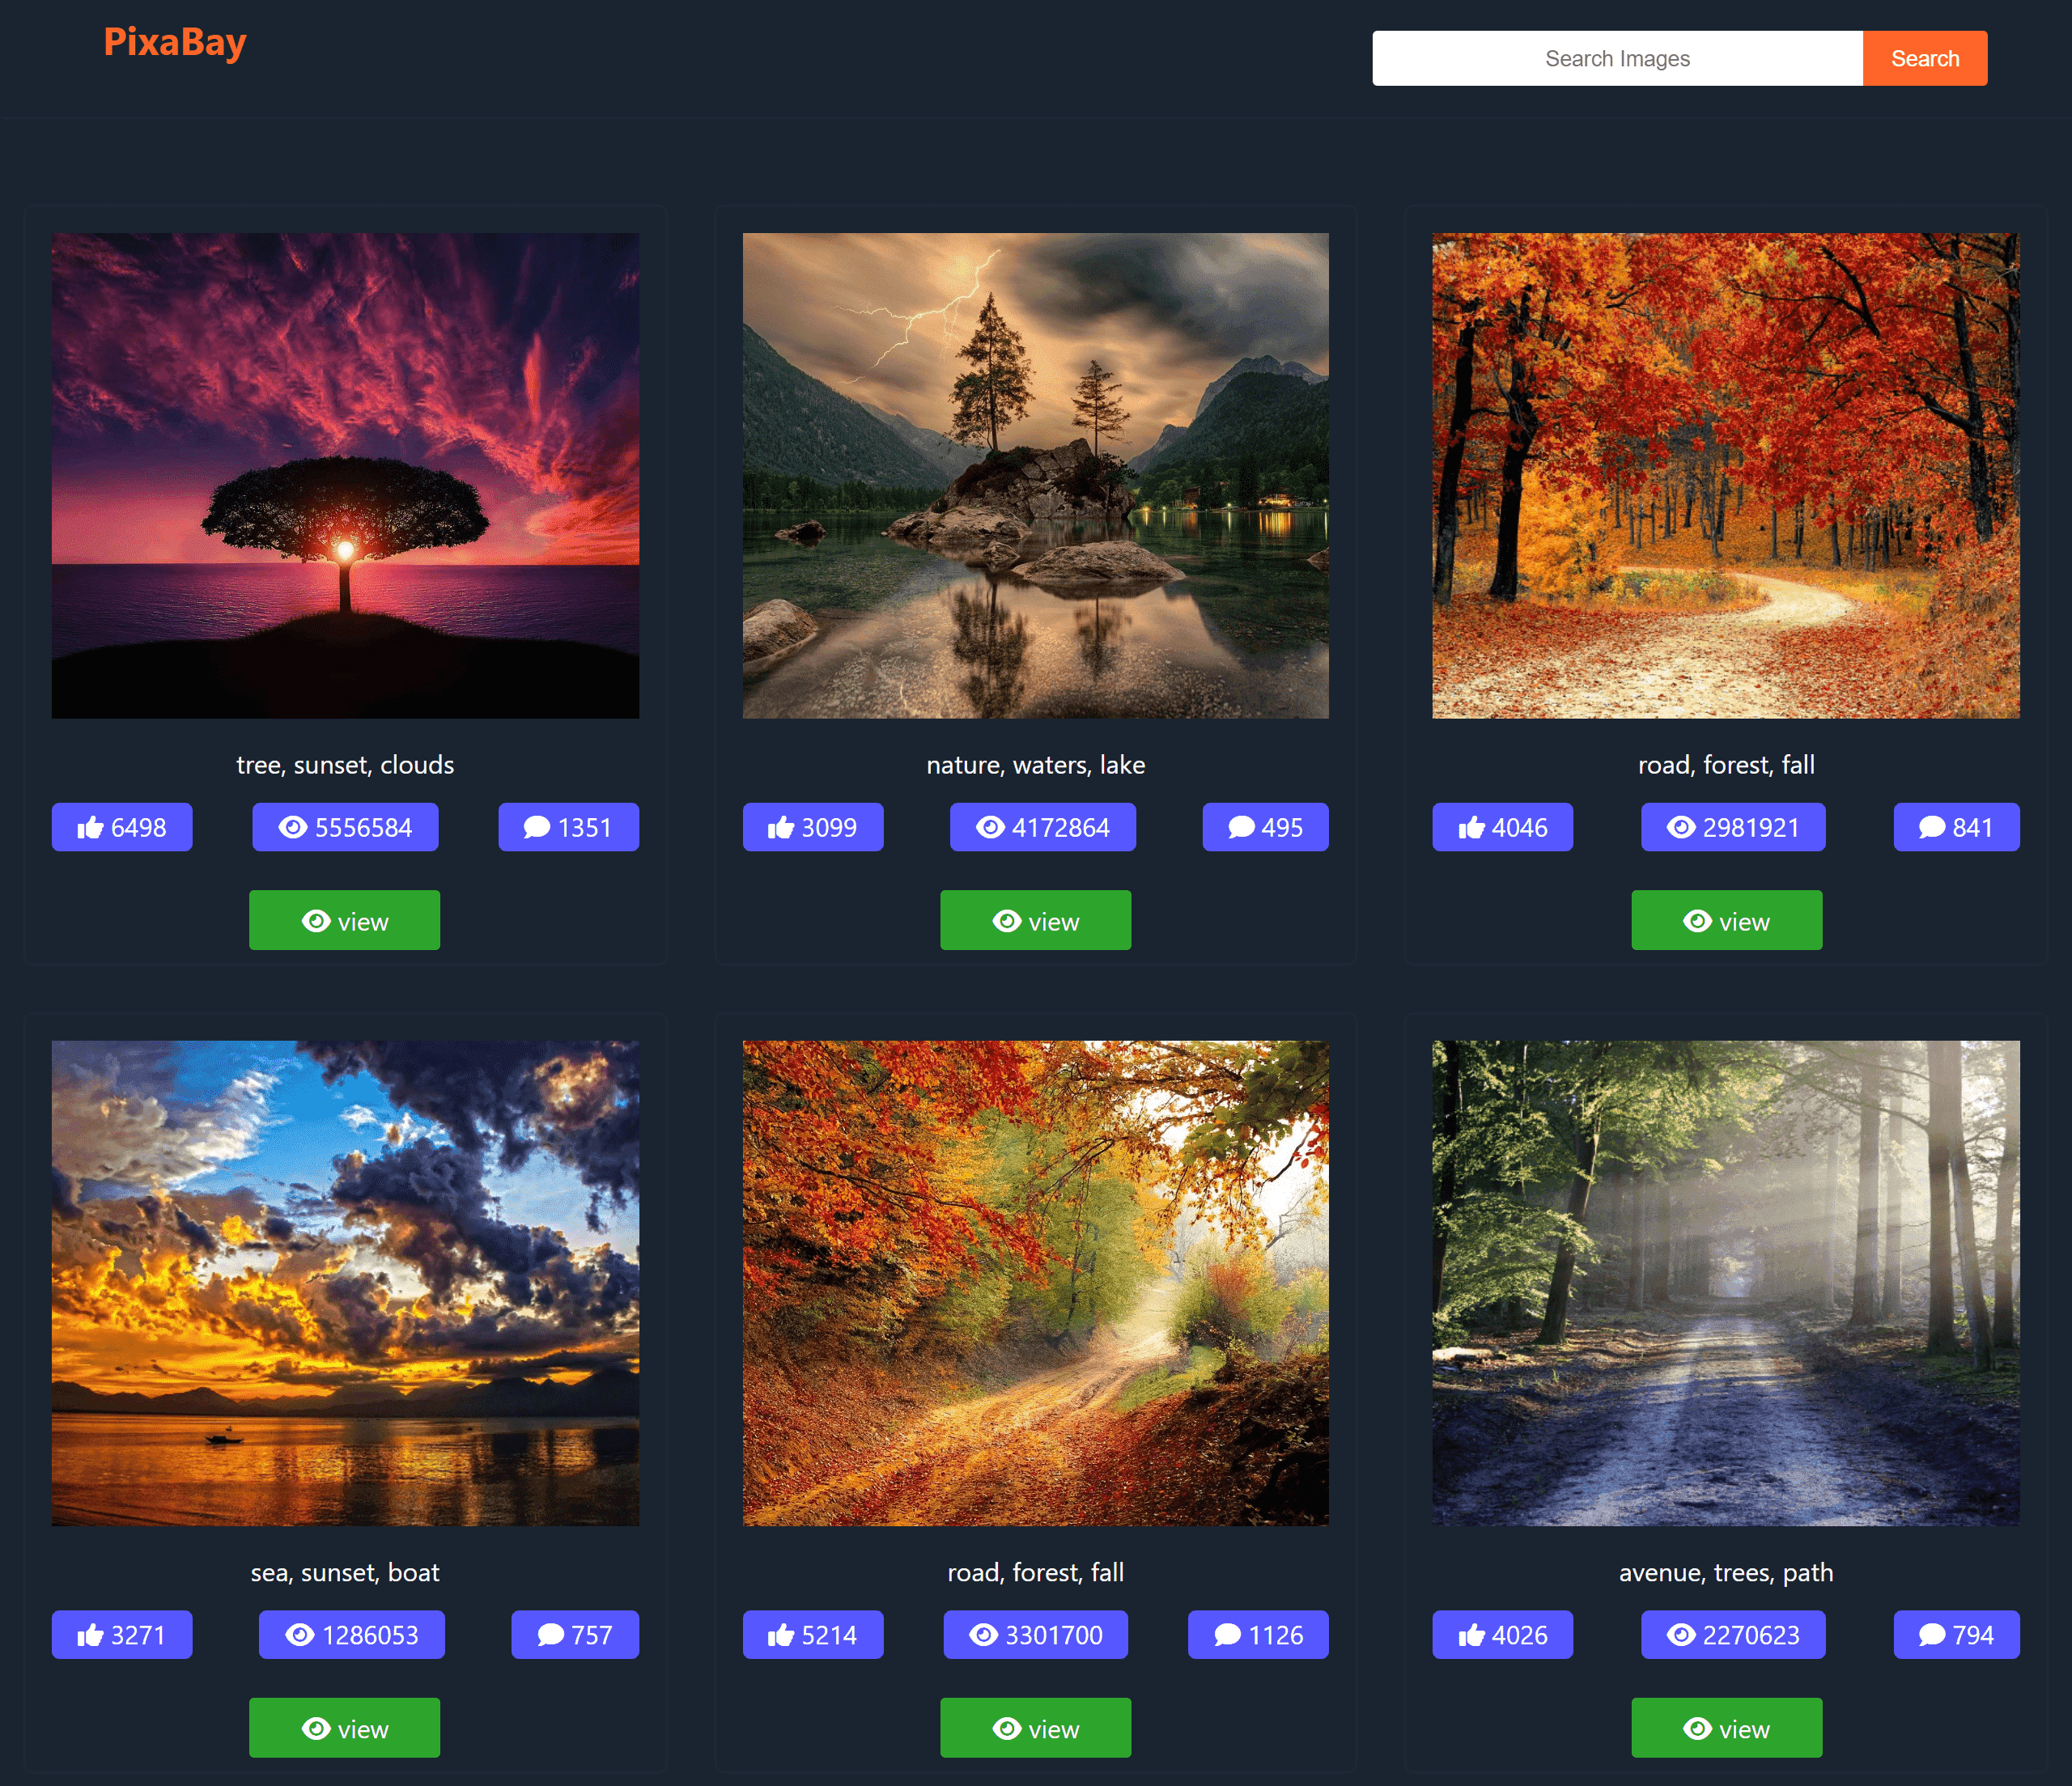 PixaBay
Search Images Search
tree, sunset, clouds
6498 5556584 1351
view
nature, waters, lake
3099 4172864 495
view
road, forest, fall
4046 2981921 841
view
sea, sunset, boat
3271 1286053 757
view
road, forest, fall
5214 3301700 1126
view
avenue, trees, path
4026 2270623 794
view